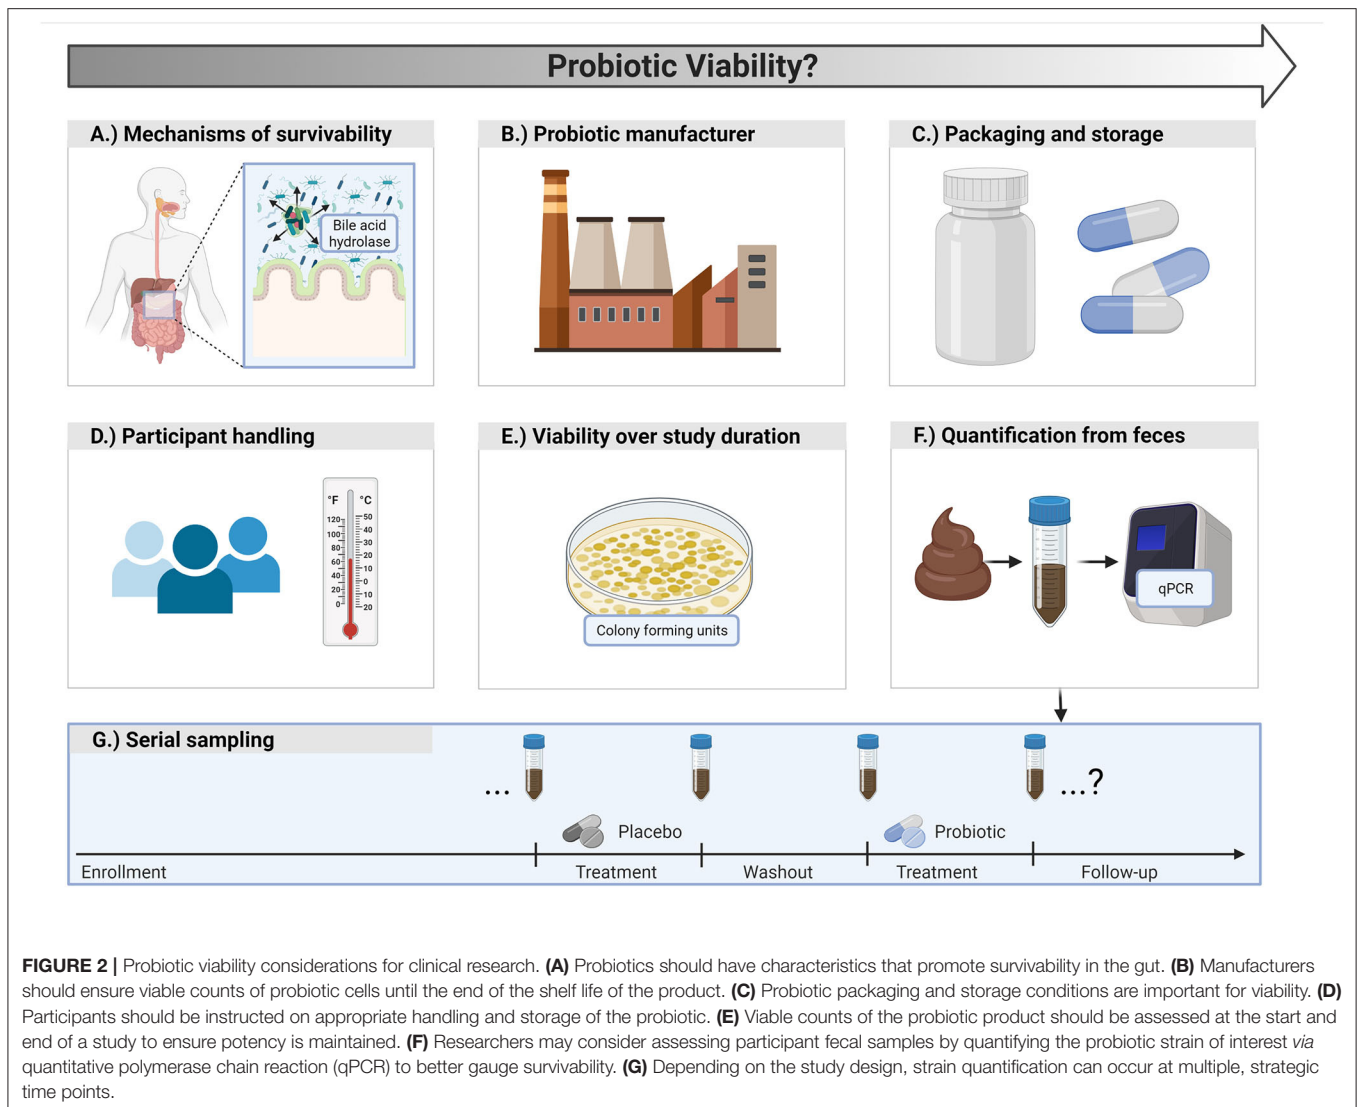 Probiotic Viability?
A.) Mechanisms of survivability
Bile acid
hydrolase
B.) Probiotic manufacturer
C.) Packaging and storage
D.) Participant handling
°F °C
120 50
100 40
80 30
60 20
40 10
20 0
0 10
20
E.) Viability over study duration
Colony forming units
F.) Quantification from feces
qPCR
G.) Serial sampling
... ...?
Placebo Probiotic
Enrollment Treatment Washout Treatment Follow-up
FIGURE 2 | Probiotic viability considerations for clinical research. (A) Probiotics should have characteristics that promote survivability in the gut. (B) Manufacturers
should ensure viable counts of probiotic cells until the end of the shelf life of the product. (C) Probiotic packaging and storage conditions are important for viability. (D)
Participants should be instructed on appropriate handling and storage of the probiotic. (E) Viable counts of the probiotic product should be assessed at the start and
end of a study to ensure potency is maintained. (F) Researchers may consider assessing participant fecal samples by quantifying the probiotic strain of interest via
quantitative polymerase chain reaction (qPCR) to better gauge survivability. (G) Depending on the study design, strain quantification can occur at multiple, strategic
time points.